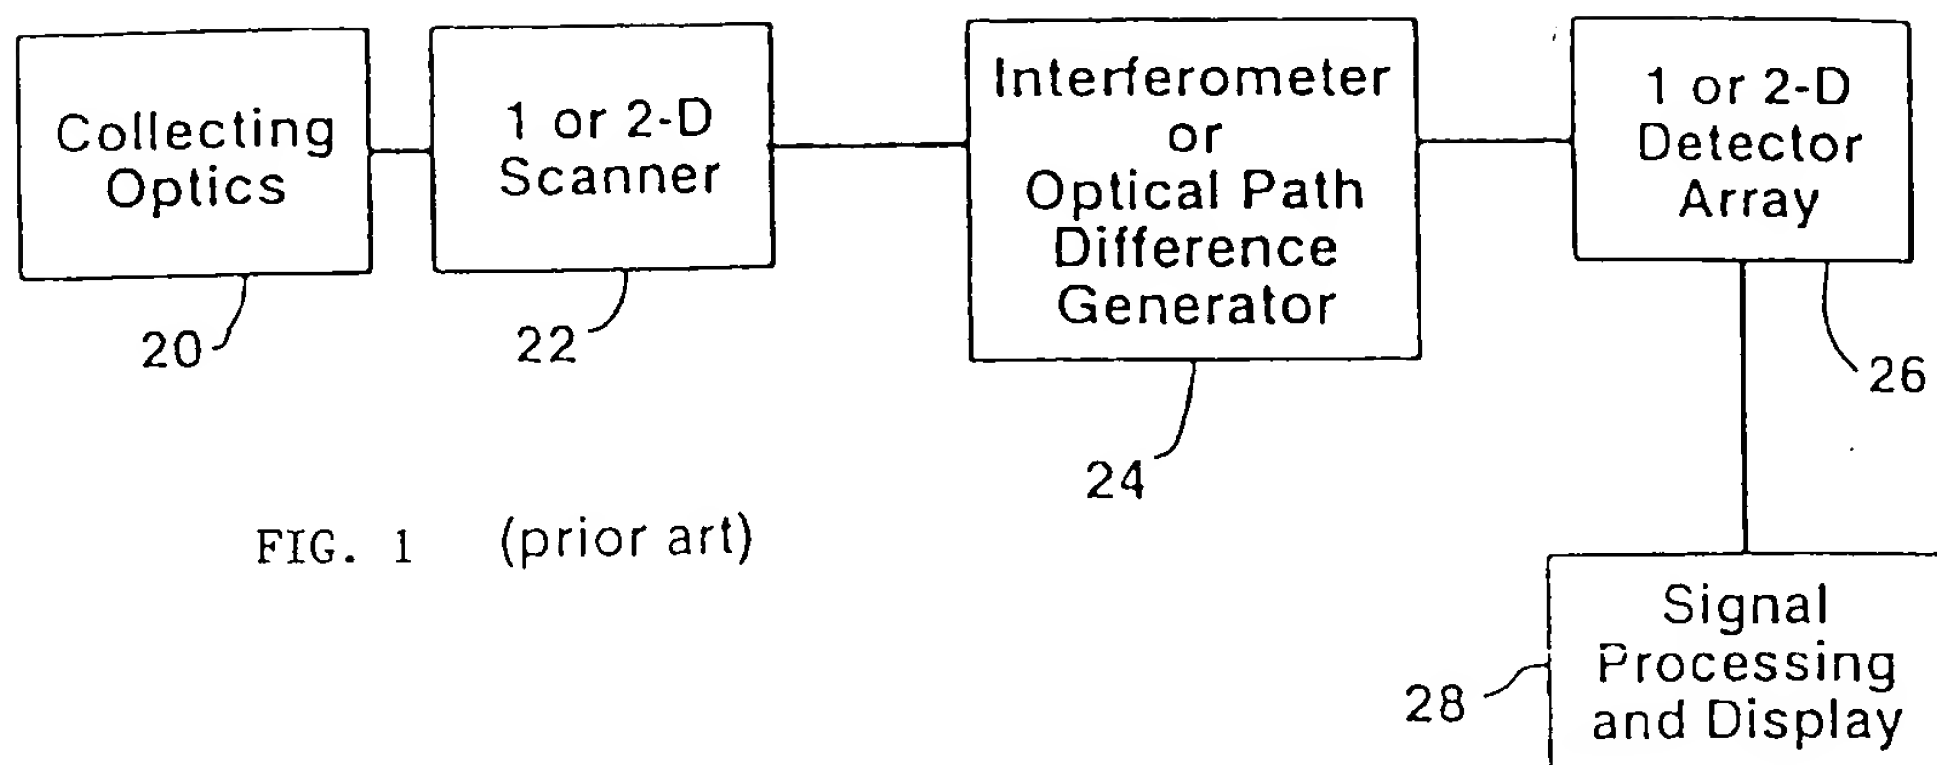 Collecting
Optics
20
1 or 2-D
Scanner
22
Interferometer
or
Optical Path
Difference
Generator
24
1 or 2-D
Detector
Array
26
Signal
Processing
and Display
28
FIG. 1 (prior art)